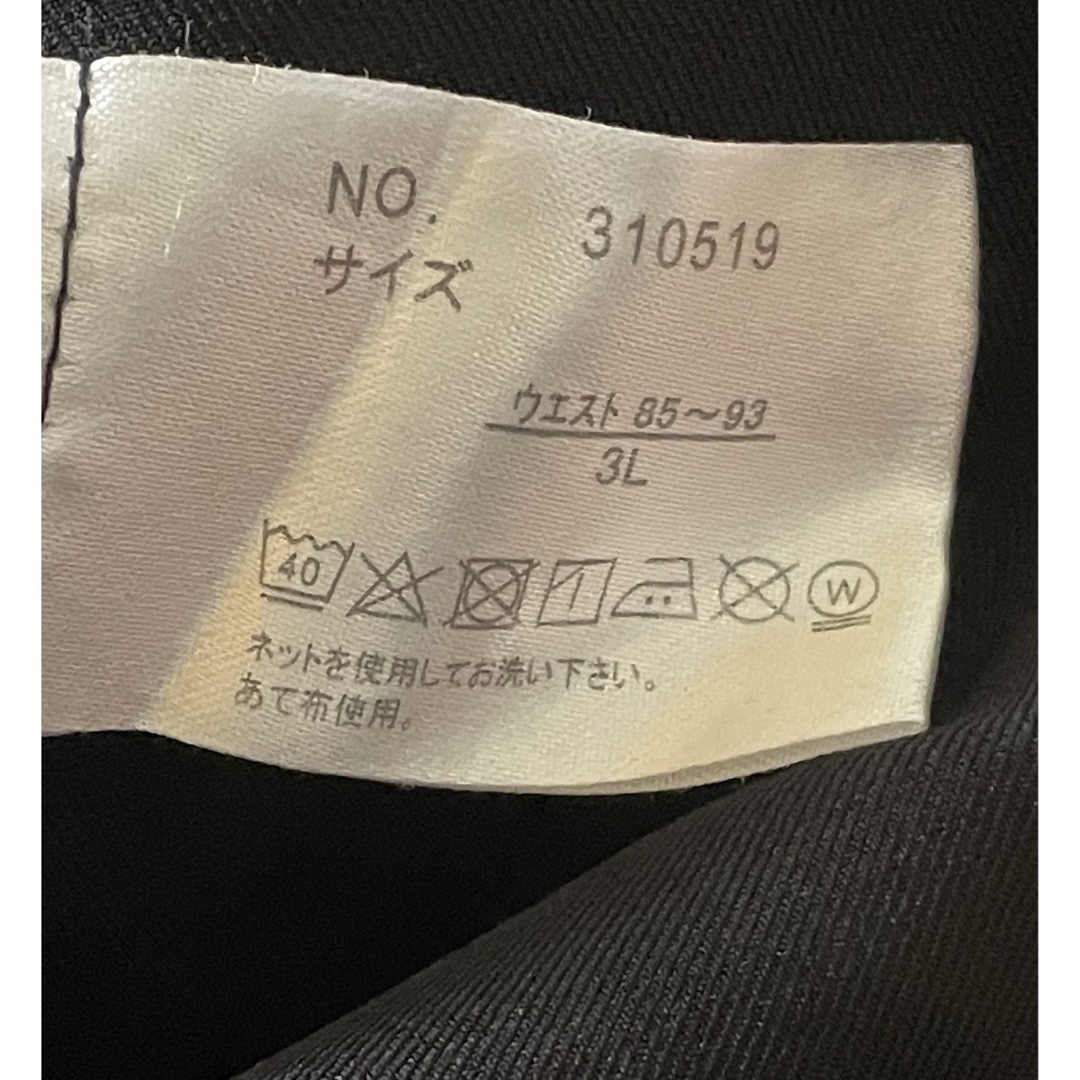 NO. 310519
サイズ
ウエスト 85～93
3L
40 W
ネットを使用してお洗い下さい。
あて布使用。